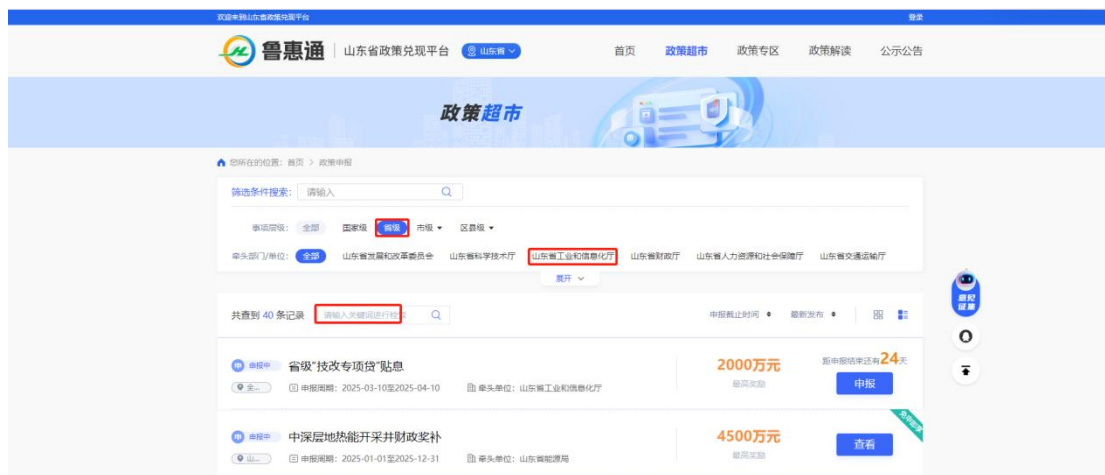 欢迎来到山东省政策兑现平台 登录
鲁惠通 山东省政策兑现平台 山东省 首页 政策超市 政策专区 政策解读 公示公告
政策超市
您所在的位置：首页 > 政策申报
筛选条件搜索： 请输入
事项层级： 全部 国家级 省级 市级 区县级
牵头部门/单位： 全部 山东省发展和改革委员会 山东省科学技术厅 山东省工业和信息化厅 山东省财政厅 山东省人力资源和社会保障厅 山东省交通运输厅
展开
意见征集
共查到 40 条记录 请输入关键词进行检索 申报截止时间 最新发布
申报中 省级"技改专项贷"贴息 2000万元 距申报结束还有24天
全... 申报周期：2025-03-10至2025-04-10 牵头单位：山东省工业和信息化厅 最高奖励 申报
申报中 中深层地热能开采井财政奖补 4500万元 查看
山... 申报周期：2025-01-01至2025-12-31 牵头单位：山东省能源局 最高奖励